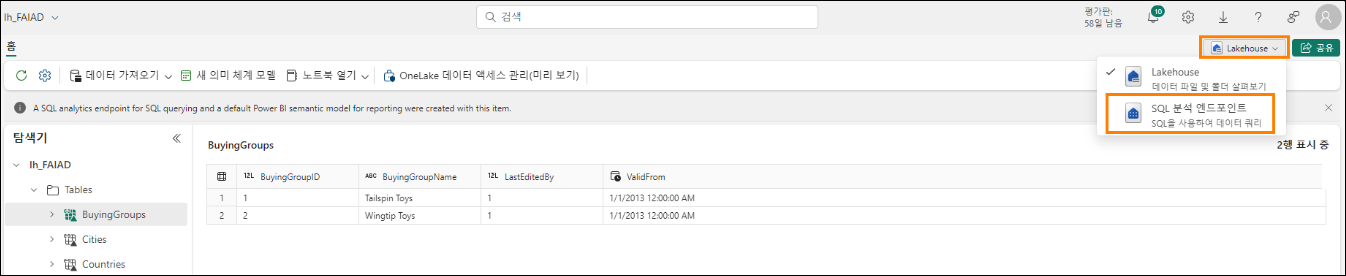 lh_FAIAD
검색
평가판:
58일 남음
10
홈
Lakehouse
공유
데이터 가져오기
새 의미 체계 모델
노트북 열기
OneLake 데이터 액세스 관리(미리 보기)
Lakehouse
데이터 파일 및 폴더 살펴보기
SQL 분석 엔드포인트
SQL을 사용하여 데이터 쿼리
A SQL analytics endpoint for SQL querying and a default Power BI semantic model for reporting were created with this item.
탐색기
lh_FAIAD
Tables
BuyingGroups
Cities
Countries
BuyingGroups
2행 표시 중
12L BuyingGroupID ABC BuyingGroupName 12L LastEditedBy ValidFrom
1 1 Tailspin Toys 1 1/1/2013 12:00:00 AM
2 2 Wingtip Toys 1 1/1/2013 12:00:00 AM